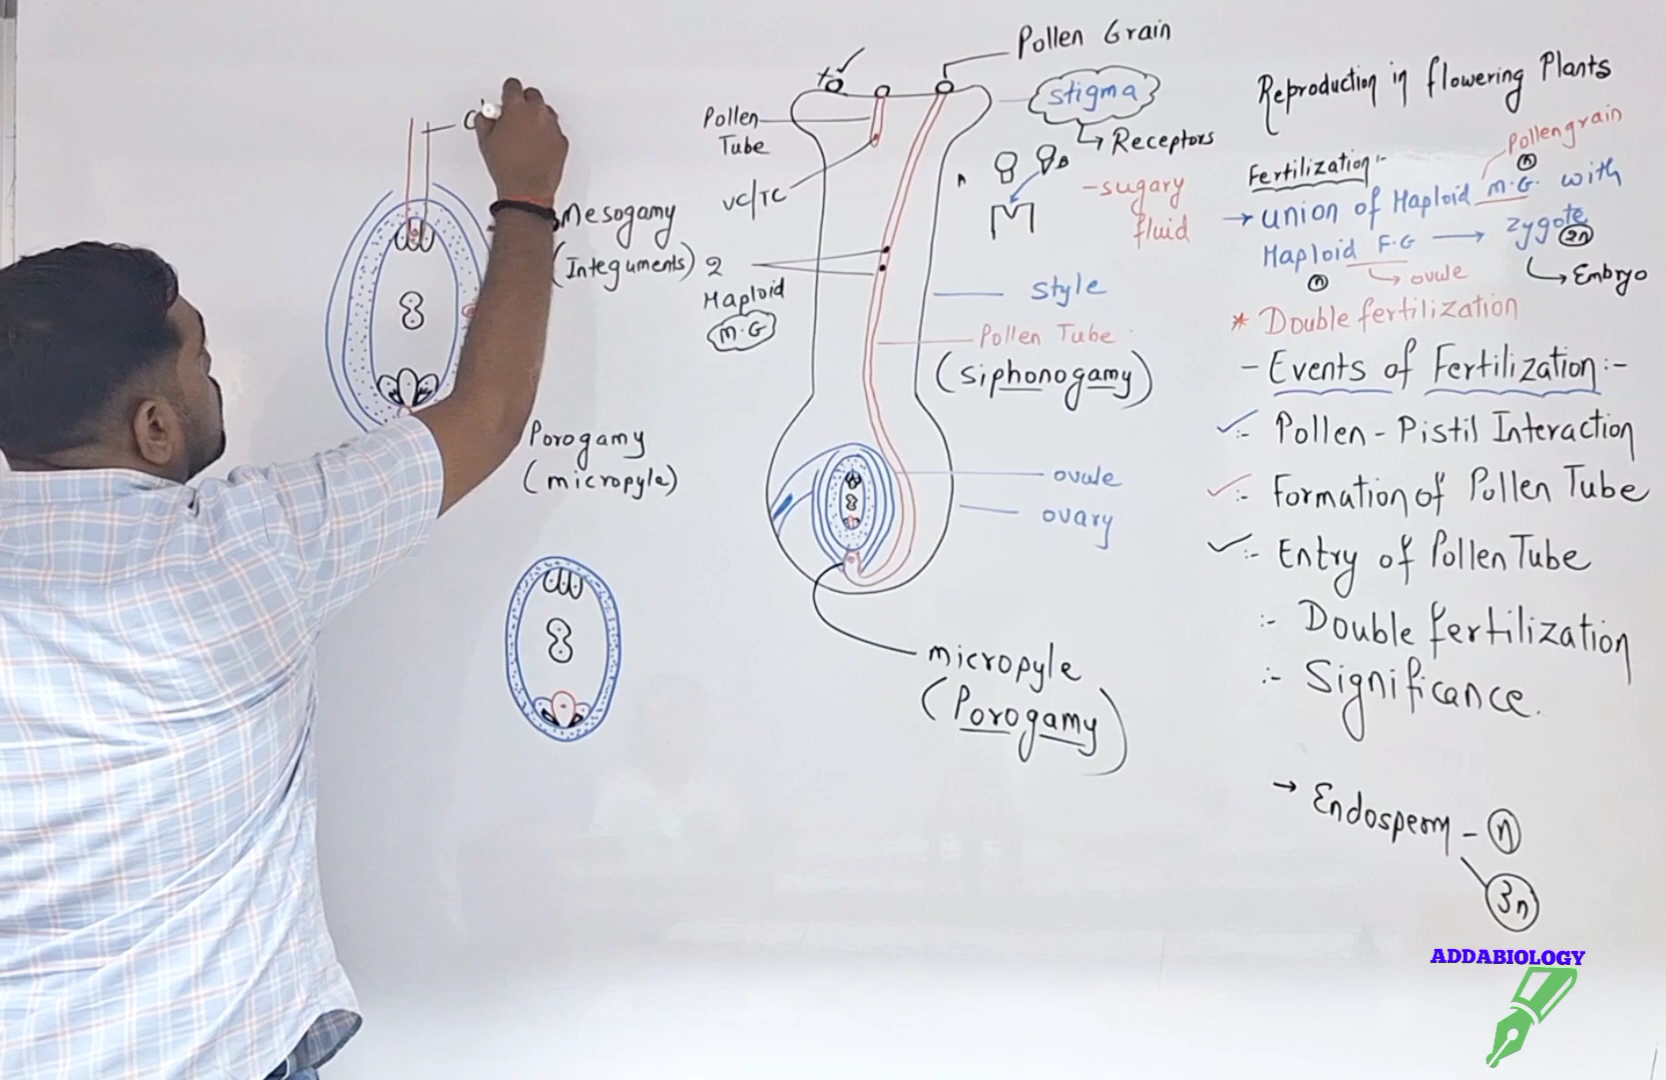 Pollen Grain
Pollen
Tube
stigma
Receptors
VC/TC
-sugary
fluid
Mesogamy
(Integuments)
2
Haploid
M.G
style
Pollen Tube
(Siphonogamy)
Porogamy
(micropyle)
ovule
ovary
micropyle
(Porogamy)
Reproduction in flowering Plants
Pollengrain
Fertilization:-
n
→ union of Haploid M.G. with
Haploid F.G → zygote
2n
n
ovule
Embryo
* Double fertilization
- Events of Fertilization:-
:- Pollen-Pistil Interaction
:- Formation of Pollen Tube
:- Entry of Pollen Tube
:- Double fertilization
:- Significance.
→ Endosperm - n
3n
ADDABIOLOGY